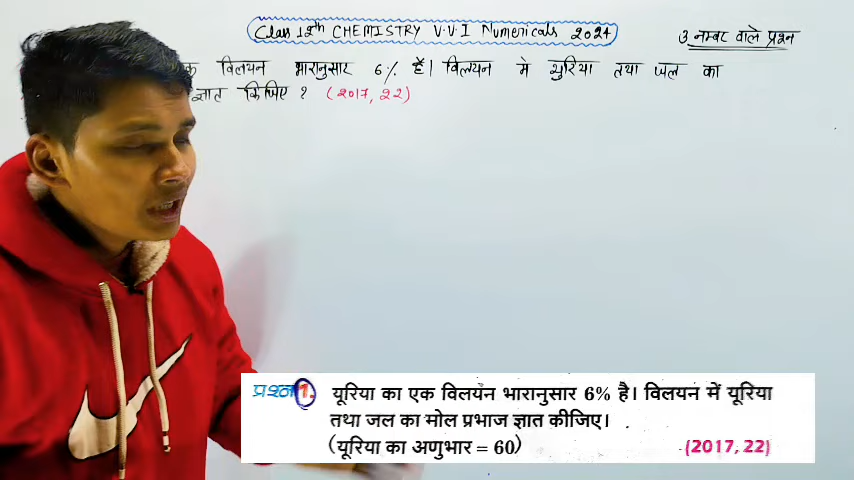 Class 12th CHEMISTRY V.V.I Numericals 2024
3 नम्बर वाले प्रश्न
विलयन भारानुसार 6% है। विलयन मे युरिया तथा जल का
ज्ञात किजिए ? (2017, 22)
प्रश्न 1. यूरिया का एक विलयन भारानुसार 6% है। विलयन में यूरिया
तथा जल का मोल प्रभाज ज्ञात कीजिए।
(यूरिया का अणुभार = 60) (2017, 22)